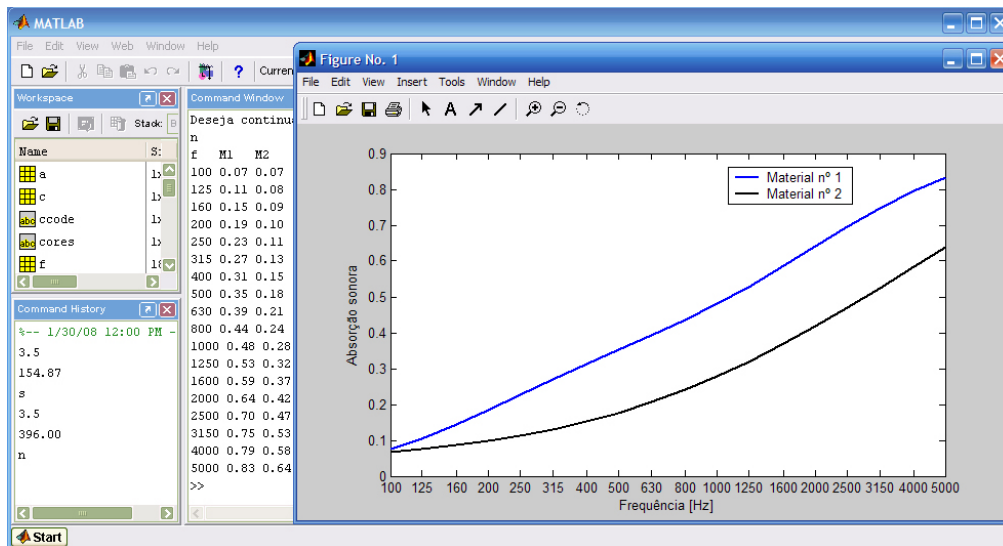 MATLAB
File Edit View Web Window Help
? Curren
Workspace
Stack: B
Name S:
a 1x
c 1x
abc ccode 1x
abc cores 1x
f 18
Command History
%-- 1/30/08 12:00 PM -
3.5
154.87
s
3.5
396.00
n
Command Window
Deseja continua
n
f M1 M2
100 0.07 0.07
125 0.11 0.08
160 0.15 0.09
200 0.19 0.10
250 0.23 0.11
315 0.27 0.13
400 0.31 0.15
500 0.35 0.18
630 0.39 0.21
800 0.44 0.24
1000 0.48 0.28
1250 0.53 0.32
1600 0.59 0.37
2000 0.64 0.42
2500 0.70 0.47
3150 0.75 0.53
4000 0.79 0.58
5000 0.83 0.64
>>
Figure No. 1
File Edit View Insert Tools Window Help
A
Material nº 1
Material nº 2
0.9
0.8
0.7
0.6
0.5
0.4
0.3
0.2
0.1
0
Absorção sonora
100 125 160 200 250 315 400 500 630 800 1000 1250 1600 2000 2500 3150 4000 5000
Frequência [Hz]
Start